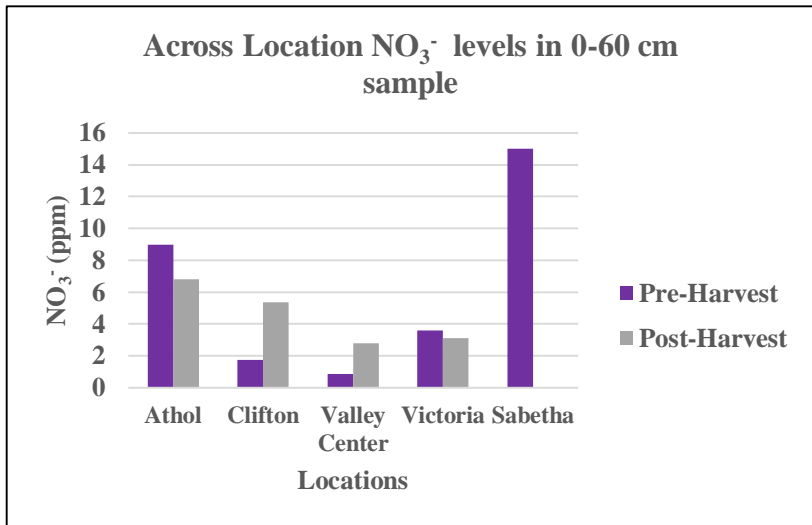 Across Location NO₃⁻ levels in 0-60 cm
sample
NO₃⁻ (ppm)
16
14
12
10
8
6
4
2
0
Athol Clifton Valley Victoria Sabetha
Center
Locations
Pre-Harvest
Post-Harvest